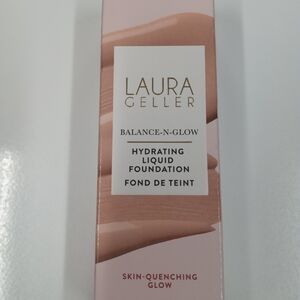 LAURA
GELLER
BALANCE-N-GLOW
HYDRATING
LIQUID
FOUNDATION
FOND DE TEINT
SKIN-QUENCHING
GLOW